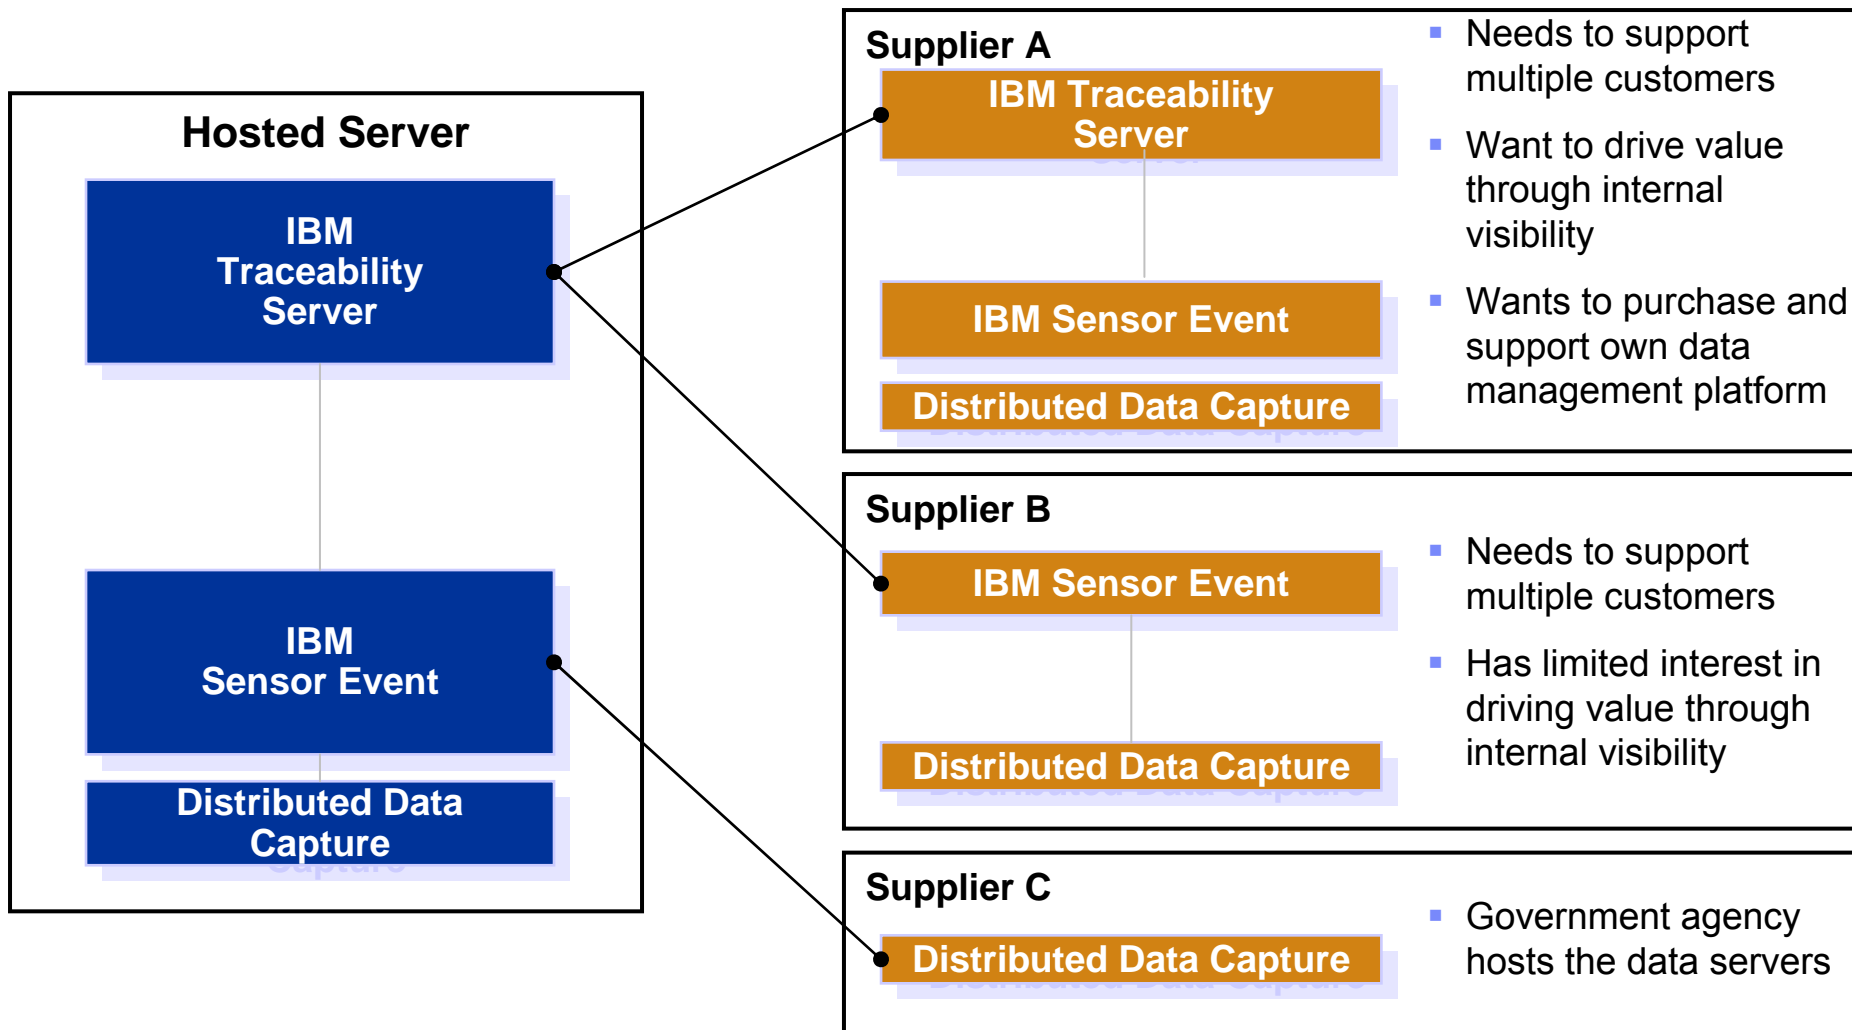 Hosted Server
IBM
Traceability
Server
IBM
Sensor Event
Distributed Data
Capture
Supplier A
IBM Traceability
Server
IBM Sensor Event
Distributed Data Capture
Needs to support
multiple customers
Want to drive value
through internal
visibility
Wants to purchase and
support own data
management platform
Supplier B
IBM Sensor Event
Distributed Data Capture
Needs to support
multiple customers
Has limited interest in
driving value through
internal visibility
Supplier C
Distributed Data Capture
Government agency
hosts the data servers